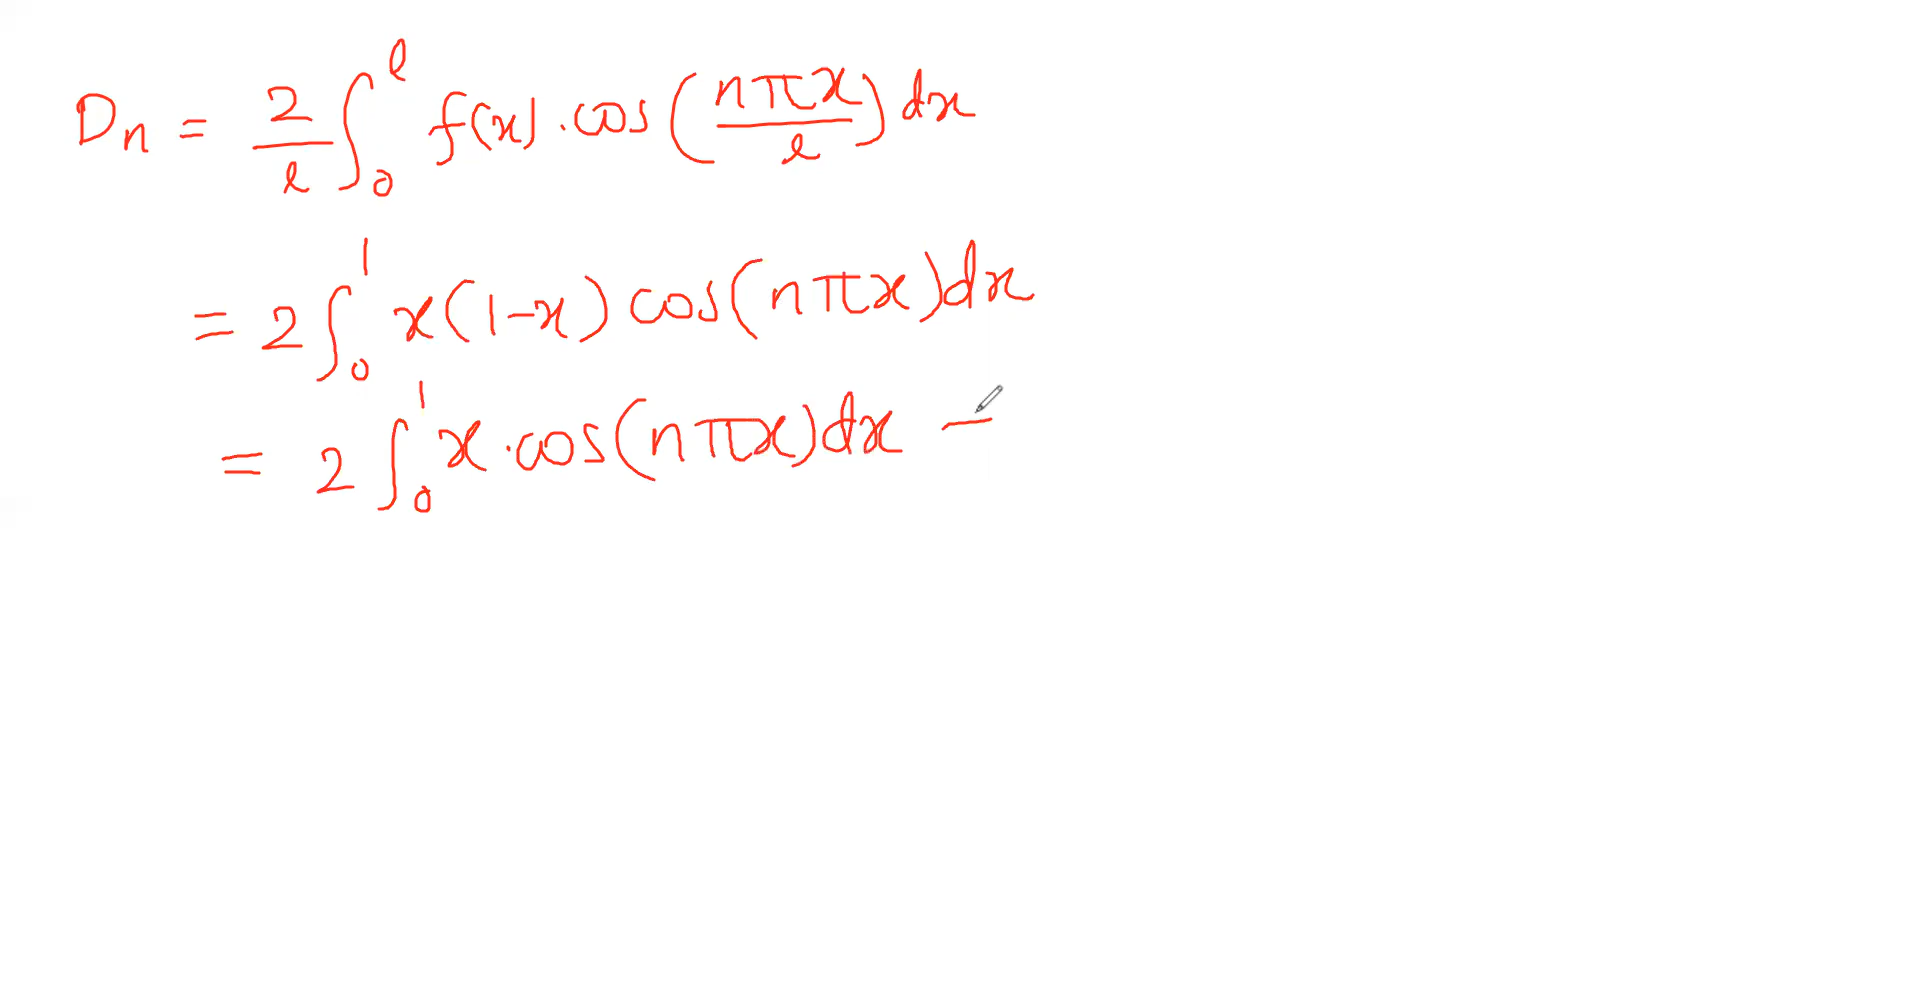 Dn = 2/l ∫₀^l f(x) · cos(nπx/l) dx
= 2 ∫₀^1 x(1-x) cos(nπx) dx
= 2 ∫₀^1 x · cos(nπx) dx −